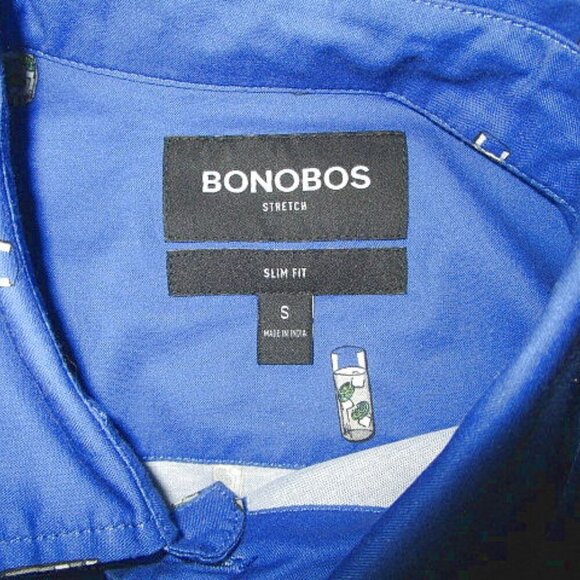 BONOBOS
STRETCH
SLIM FIT
S
MADE IN INDIA